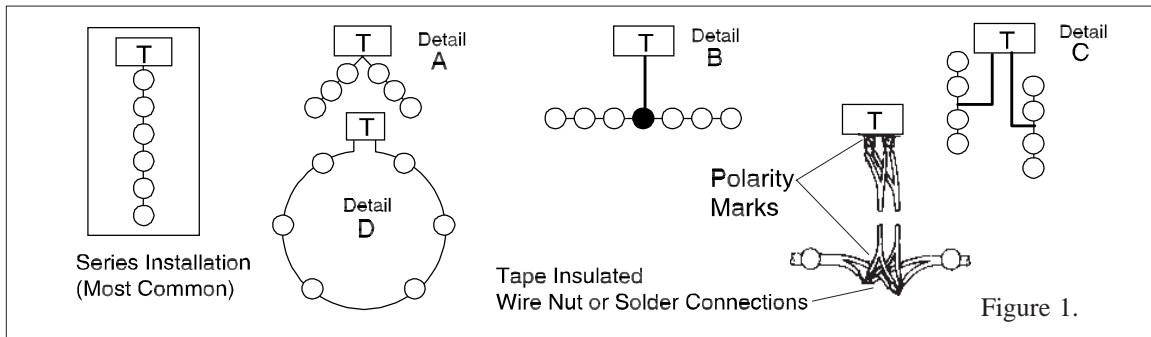 T
Series Installation
(Most Common)
T
Detail
A
T
Detail
D
T
Detail
B
T
Polarity
Marks
Tape Insulated
Wire Nut or Solder Connections
T
Detail
C
Figure 1.